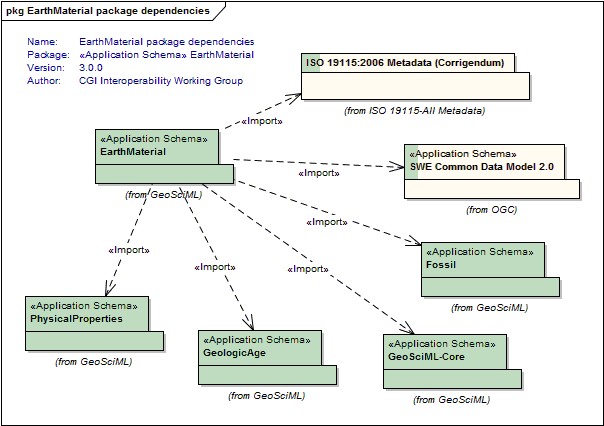 pkg EarthMaterial package dependencies
Name: EarthMaterial package dependencies
Package: «Application Schema» EarthMaterial
Version: 3.0.0
Author: CGI Interoperability Working Group
ISO 19115:2006 Metadata (Corrigendum)
(from ISO 19115-All Metadata)
«Import»
«Application Schema»
EarthMaterial
(from GeoSciML)
«Application Schema»
SWE Common Data Model 2.0
(from OGC)
«Import»
«Import»
«Application Schema»
Fossil
(from GeoSciML)
«Import»
«Import»
«Import»
«Application Schema»
PhysicalProperties
(from GeoSciML)
«Application Schema»
GeologicAge
(from GeoSciML)
«Application Schema»
GeoSciML-Core
(from GeoSciML)